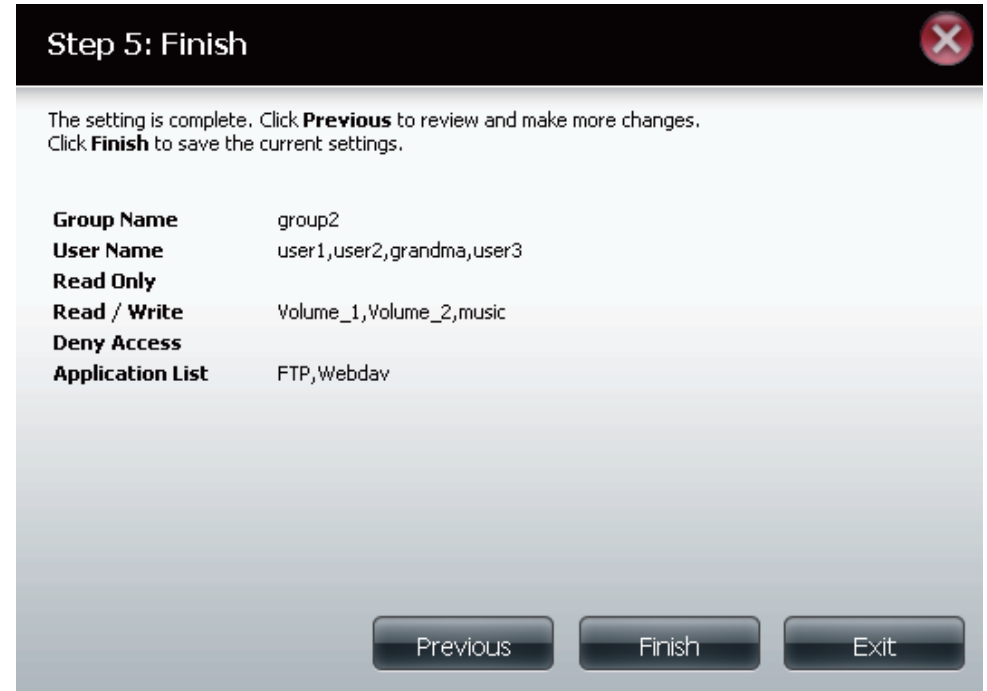 Step 5: Finish
The setting is complete. Click Previous to review and make more changes.
Click Finish to save the current settings.
Group Name group2
User Name user1,user2,grandma,user3
Read Only
Read / Write Volume_1,Volume_2,music
Deny Access
Application List FTP,Webdav
Previous Finish Exit